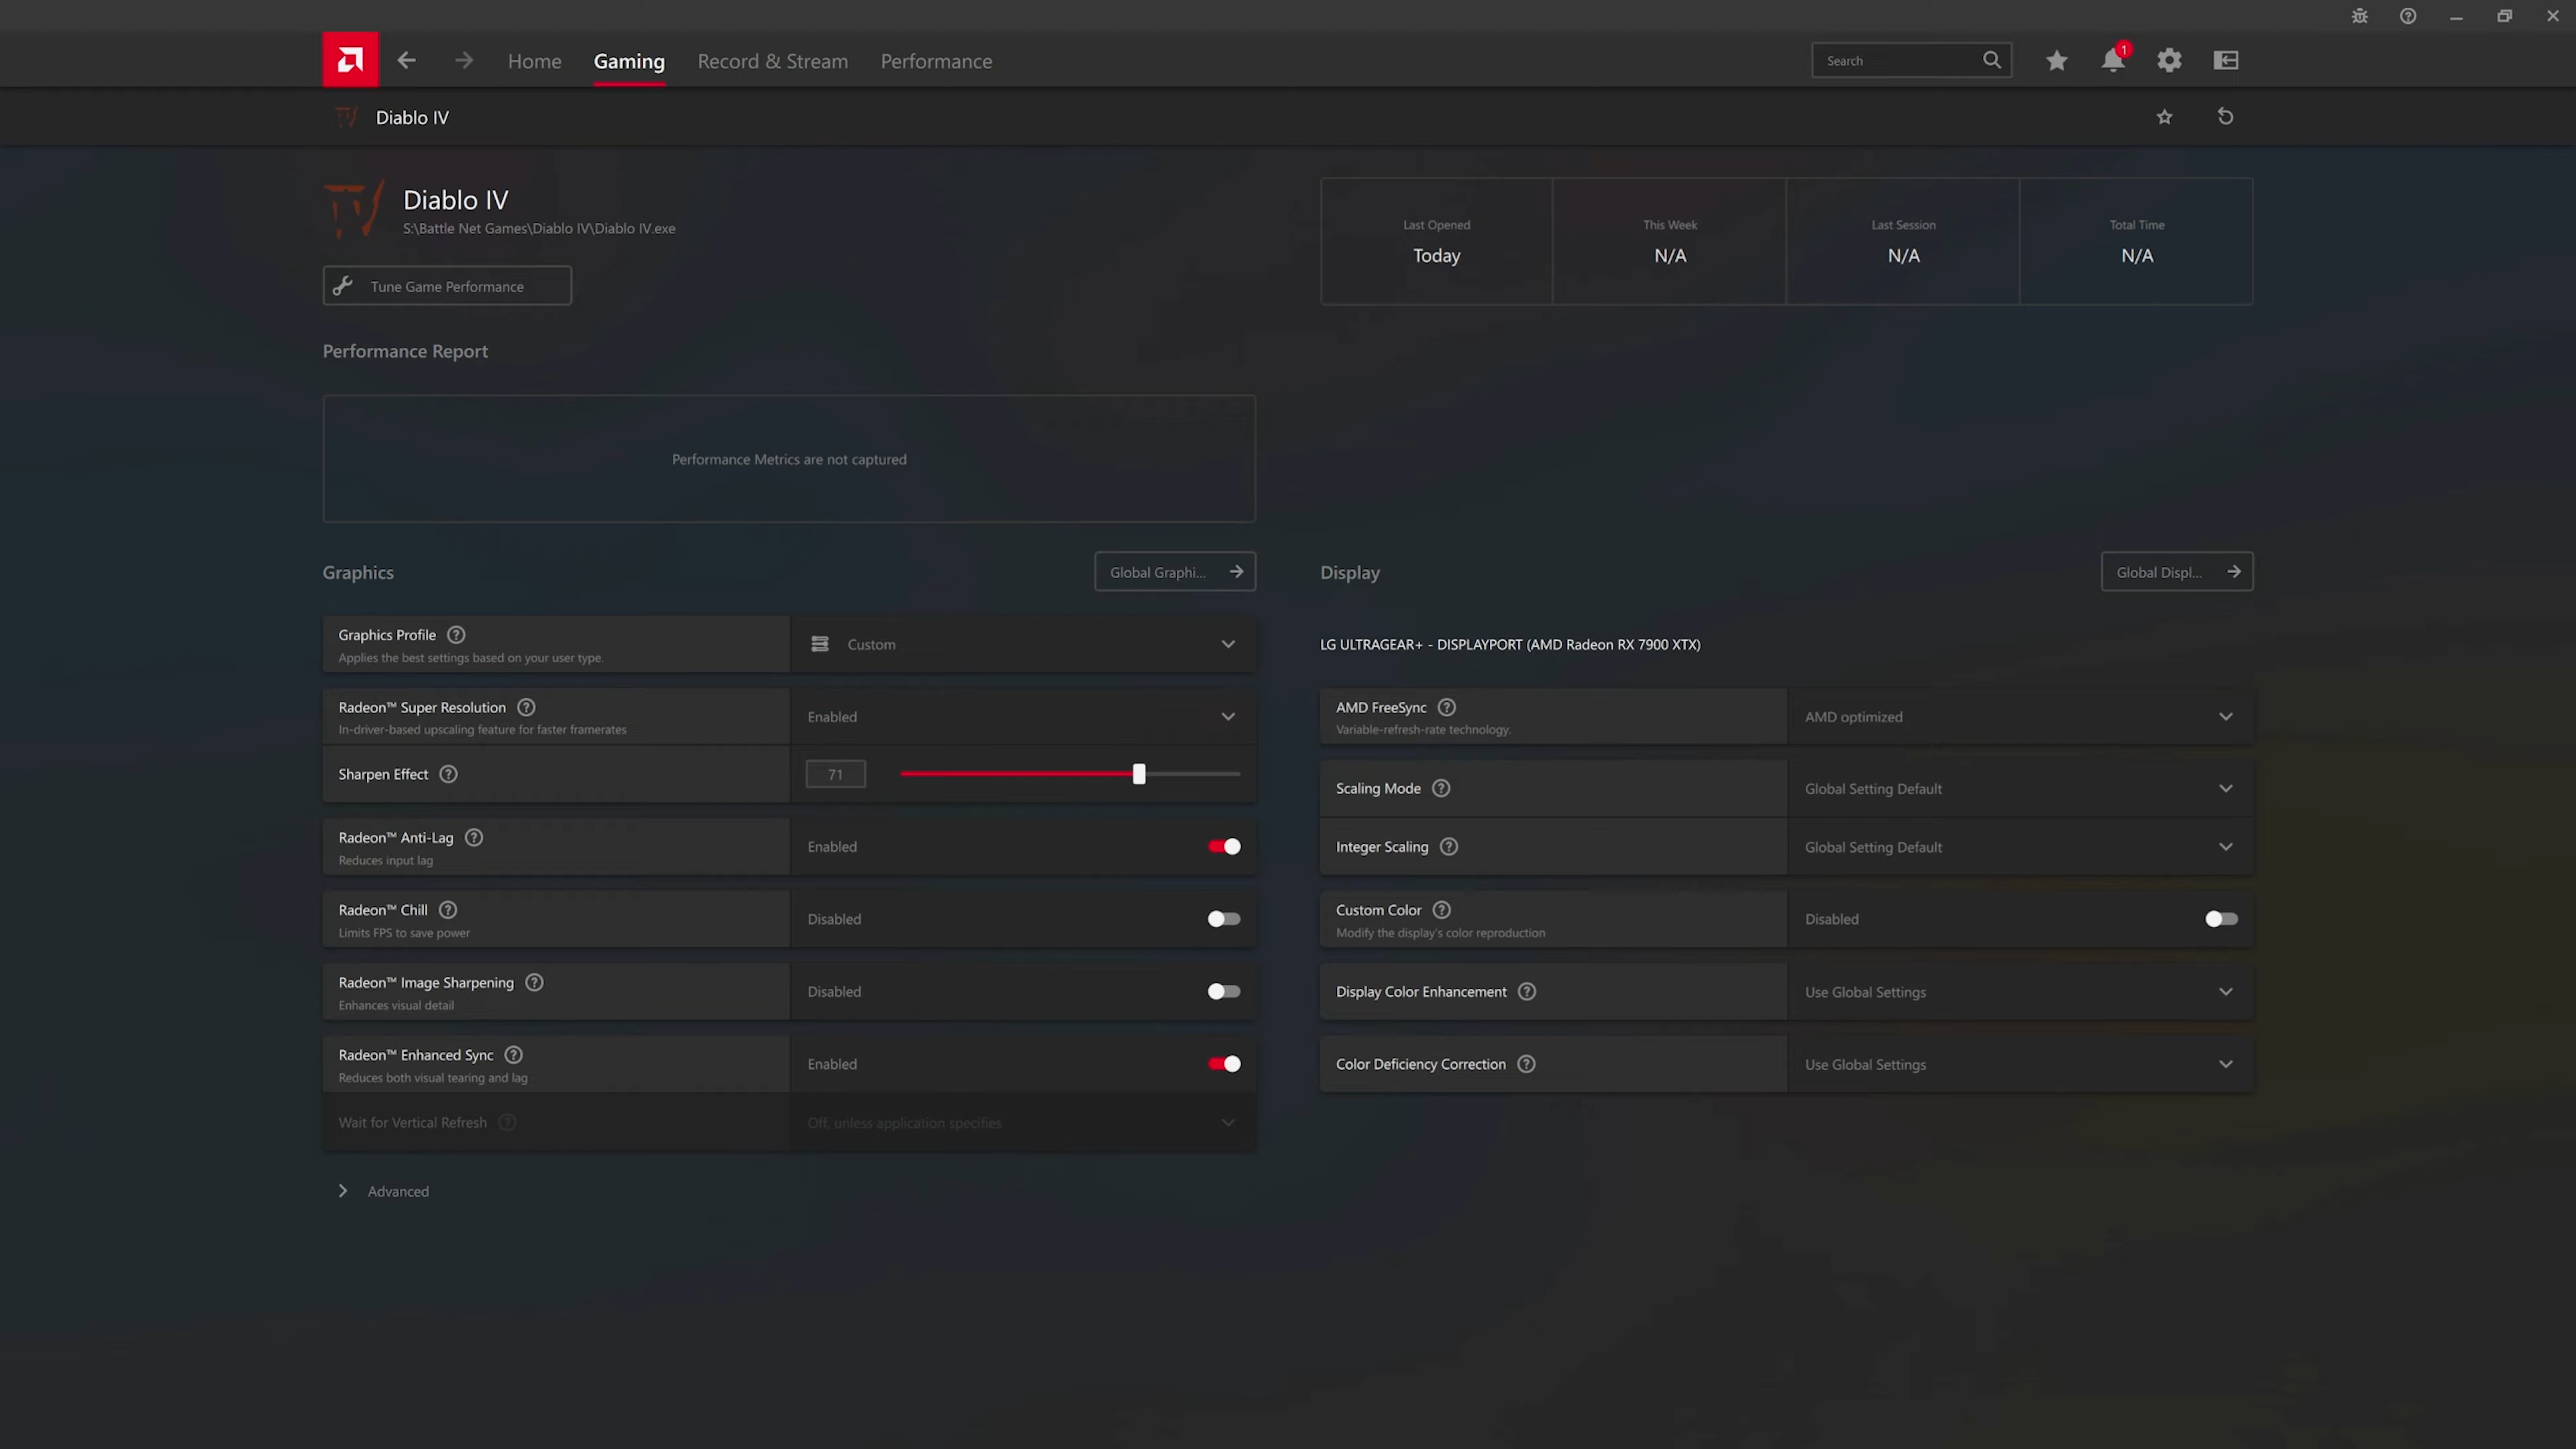 Home
Gaming
Record & Stream
Performance
Search
1
Diablo IV
Diablo IV
S:\Battle Net Games\Diablo IV\Diablo IV.exe
Tune Game Performance
Last Opened
Today
This Week
N/A
Last Session
N/A
Total Time
N/A
Performance Report
Performance Metrics are not captured
Graphics
Global Graphi...
Graphics Profile
Applies the best settings based on your user type.
Custom
Radeon™ Super Resolution
In-driver-based upscaling feature for faster framerates
Enabled
Sharpen Effect
71
Radeon™ Anti-Lag
Reduces input lag
Enabled
Radeon™ Chill
Limits FPS to save power
Disabled
Radeon™ Image Sharpening
Enhances visual detail
Disabled
Radeon™ Enhanced Sync
Reduces both visual tearing and lag
Enabled
Wait for Vertical Refresh
Off, unless application specifies
Advanced
Display
Global Displ...
LG ULTRAGEAR+ - DISPLAYPORT (AMD Radeon RX 7900 XTX)
AMD FreeSync
Variable-refresh-rate technology.
AMD optimized
Scaling Mode
Global Setting Default
Integer Scaling
Global Setting Default
Custom Color
Modify the display's color reproduction
Disabled
Display Color Enhancement
Use Global Settings
Color Deficiency Correction
Use Global Settings